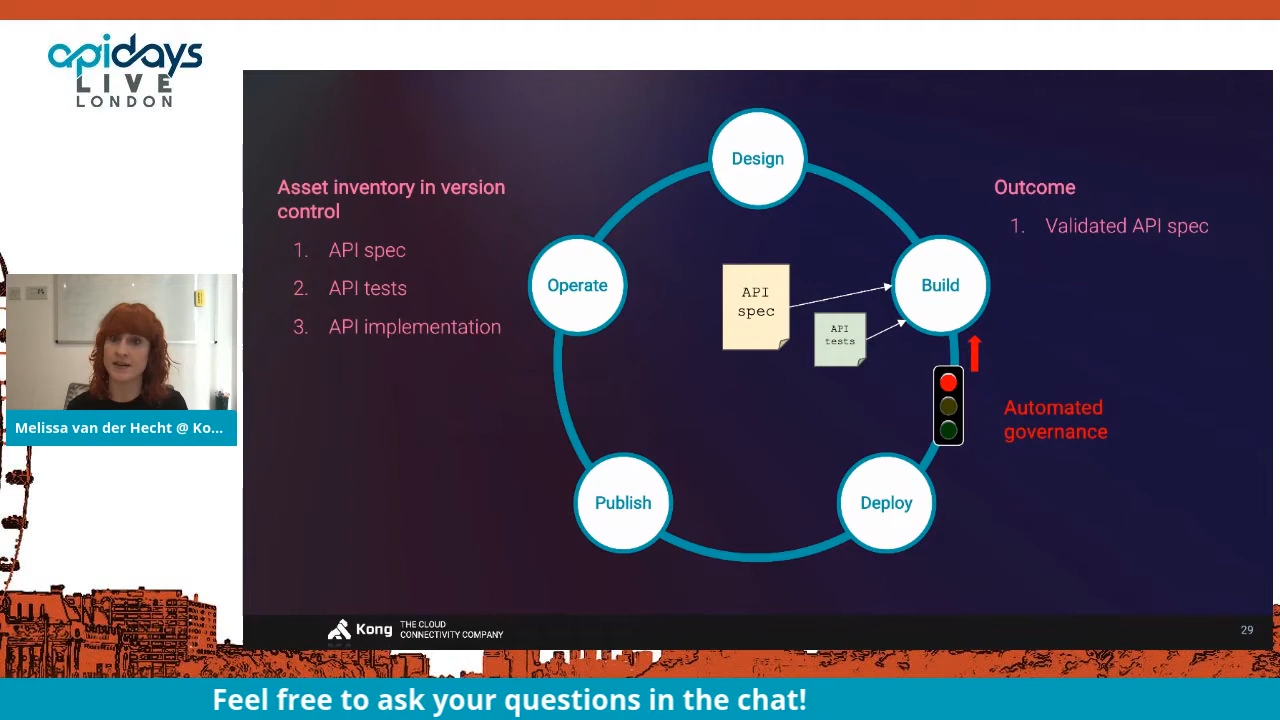 apidays
LIVE
LONDON
Asset inventory in version
control
1. API spec
2. API tests
3. API implementation
Design
Operate
Build
Publish
Deploy
API
spec
API
tests
Outcome
1. Validated API spec
Automated
governance
Melissa van der Hecht @ Ko...
Kong
THE CLOUD
CONNECTIVITY COMPANY
29
Feel free to ask your questions in the chat!